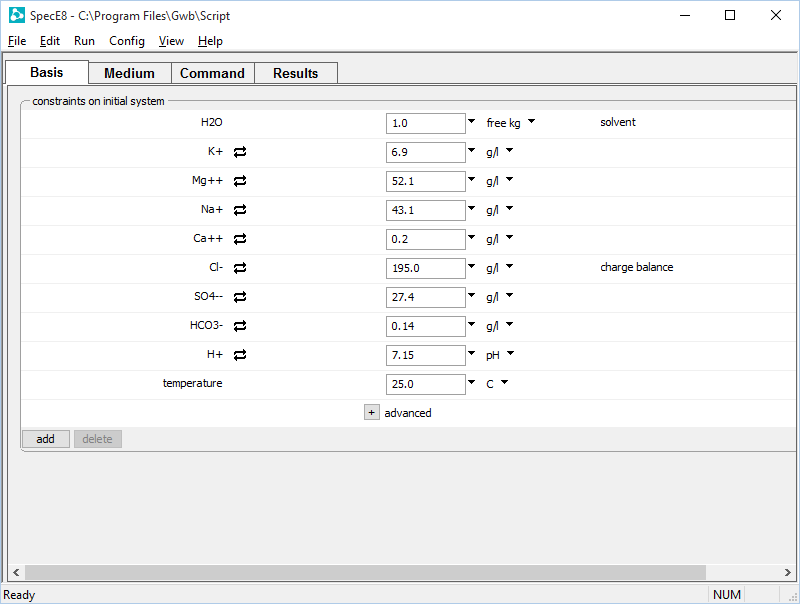 SpecE8 - C:\Program Files\Gwb\Script
File Edit Run Config View Help
Basis Medium Command Results
constraints on initial system
H2O 1.0 free kg solvent
K+ 6.9 g/l
Mg++ 52.1 g/l
Na+ 43.1 g/l
Ca++ 0.2 g/l
Cl- 195.0 g/l charge balance
SO4-- 27.4 g/l
HCO3- 0.14 g/l
H+ 7.15 pH
temperature 25.0 C
+ advanced
add delete
Ready NUM